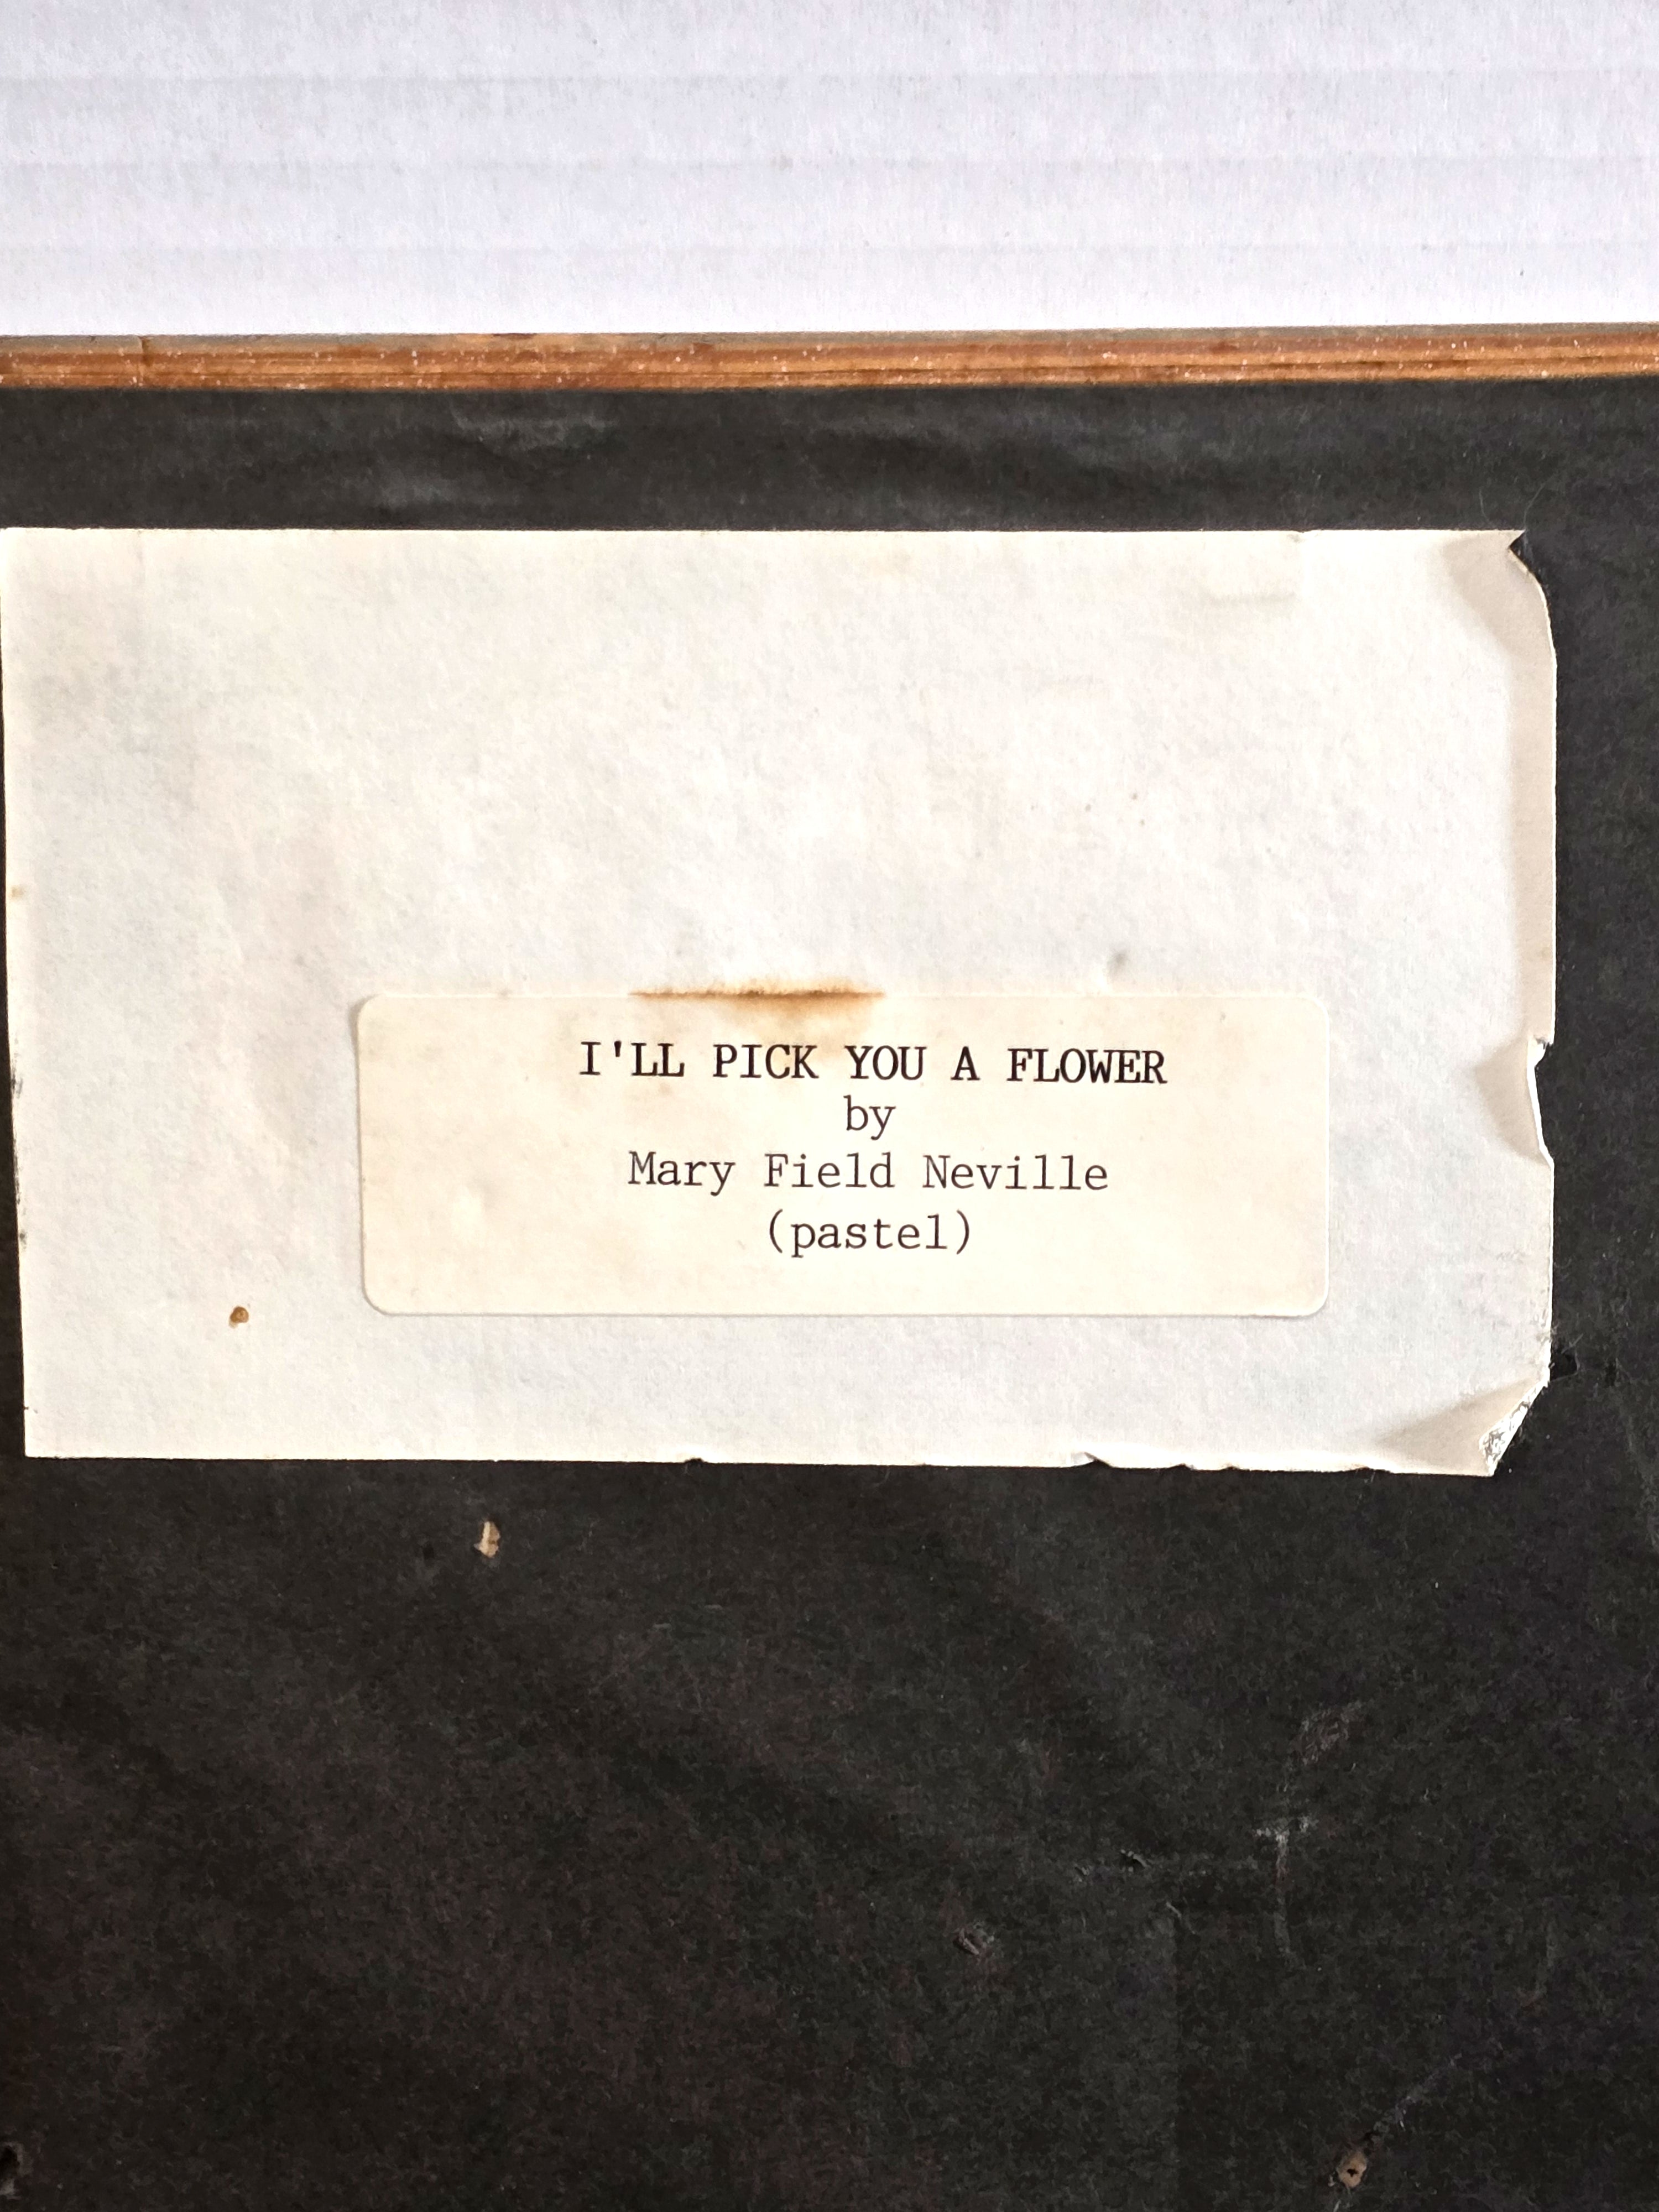 I'LL PICK YOU A FLOWER
by
Mary Field Neville
(pastel)